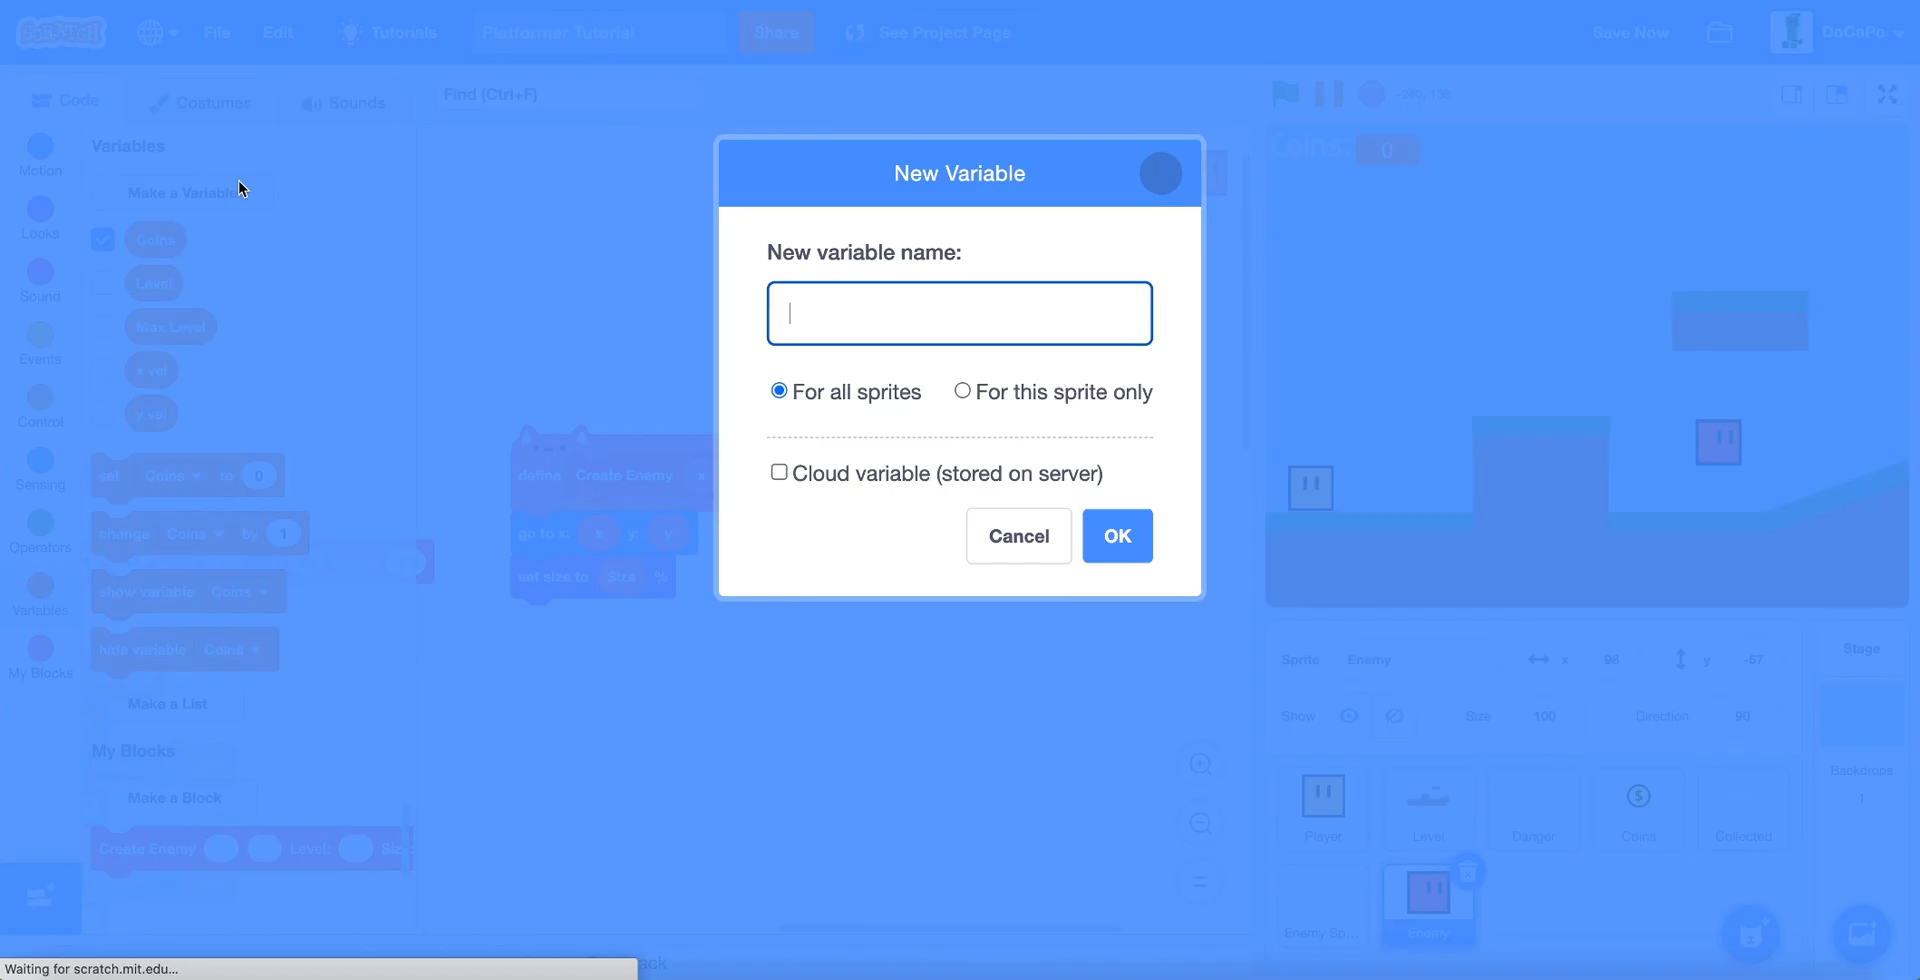 SCRATCH
File
Edit
Tutorials
Platformer Tutorial
Share
See Project Page
Save Now
DoCaPo
Code
Costumes
Sounds
Find (Ctrl+F)
-240, 138
Variables
Make a Variable
Coins
Level
Max Level
x vel
y vel
set Coins to 0
change Coins by 1
show variable Coins
hide variable Coins
Make a List
My Blocks
Make a Block
Create Enemy Level:
Motion
Looks
Sound
Events
Control
Sensing
Operators
Variables
My Blocks
define Create Enemy x
go to x: x y: y
set size to Size %
New Variable
New variable name:
For all sprites
For this sprite only
Cloud variable (stored on server)
Cancel
OK
Coins: 0
Sprite Enemy x 98 y -57
Show Size 100 Direction 90
Stage
Backdrops
1
Player
Level
Danger
Coins
Collected
Enemy Sp...
Enemy
Waiting for scratch.mit.edu...